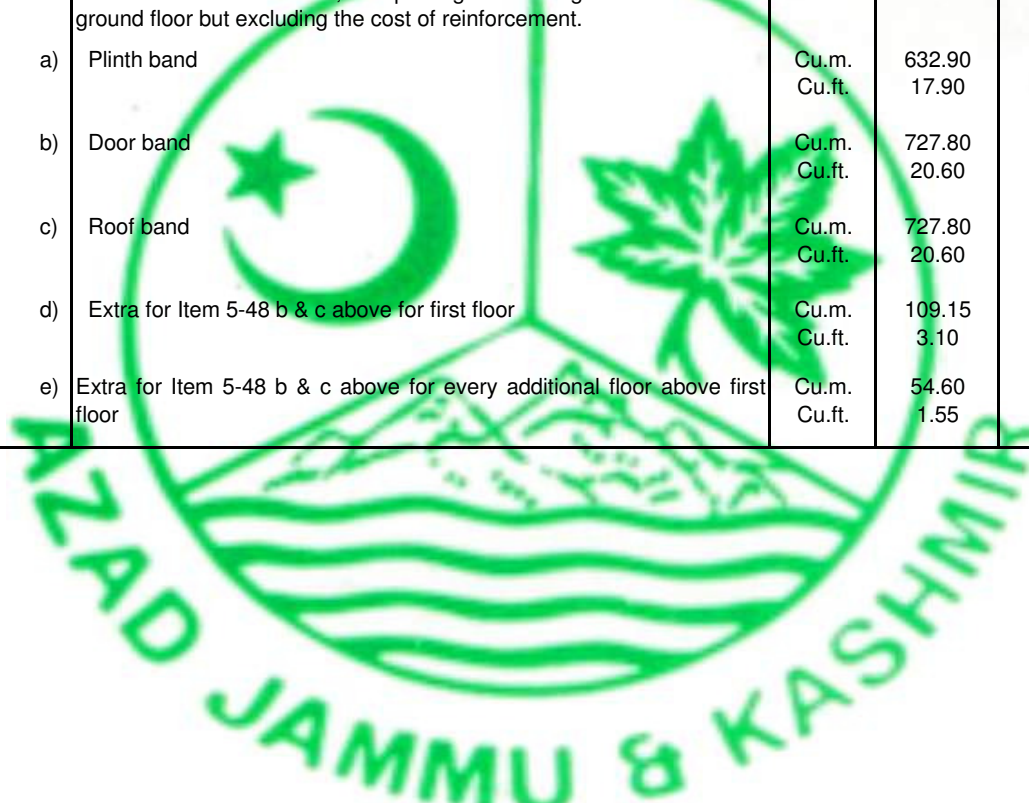 ground floor but excluding the cost of reinforcement.
a) Plinth band Cu.m. 632.90
Cu.ft. 17.90
b) Door band Cu.m. 727.80
Cu.ft. 20.60
c) Roof band Cu.m. 727.80
Cu.ft. 20.60
d) Extra for Item 5-48 b & c above for first floor Cu.m. 109.15
Cu.ft. 3.10
e) Extra for Item 5-48 b & c above for every additional floor above first Cu.m. 54.60
floor Cu.ft. 1.55
AZAD JAMMU & KASHMIR